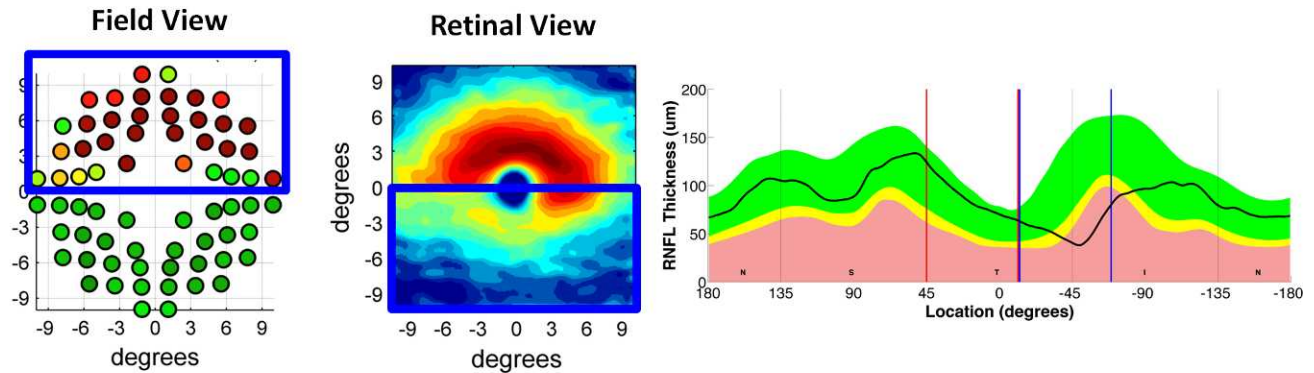 Field View
9
6
3
0
-3
-6
-9
-9 -6 -3 0 3 6 9
degrees
Retinal View
degrees
9
6
3
0
-3
-6
-9
-9 -6 -3 0 3 6 9
degrees
RNFL Thickness (um)
200
150
100
50
0
N S T I N
180 135 90 45 0 -45 -90 -135 -180
Location (degrees)